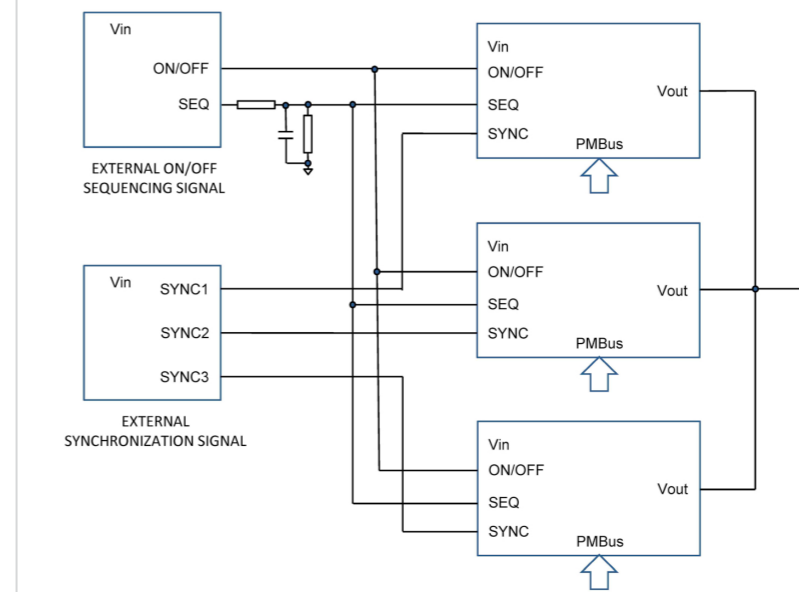 Vin
ON/OFF
SEQ
EXTERNAL ON/OFF
SEQUENCING SIGNAL
Vin
SYNC1
SYNC2
SYNC3
EXTERNAL
SYNCHRONIZATION SIGNAL
Vin
ON/OFF
SEQ
SYNC
Vout
PMBus
Vin
ON/OFF
SEQ
SYNC
Vout
PMBus
Vin
ON/OFF
SEQ
SYNC
Vout
PMBus